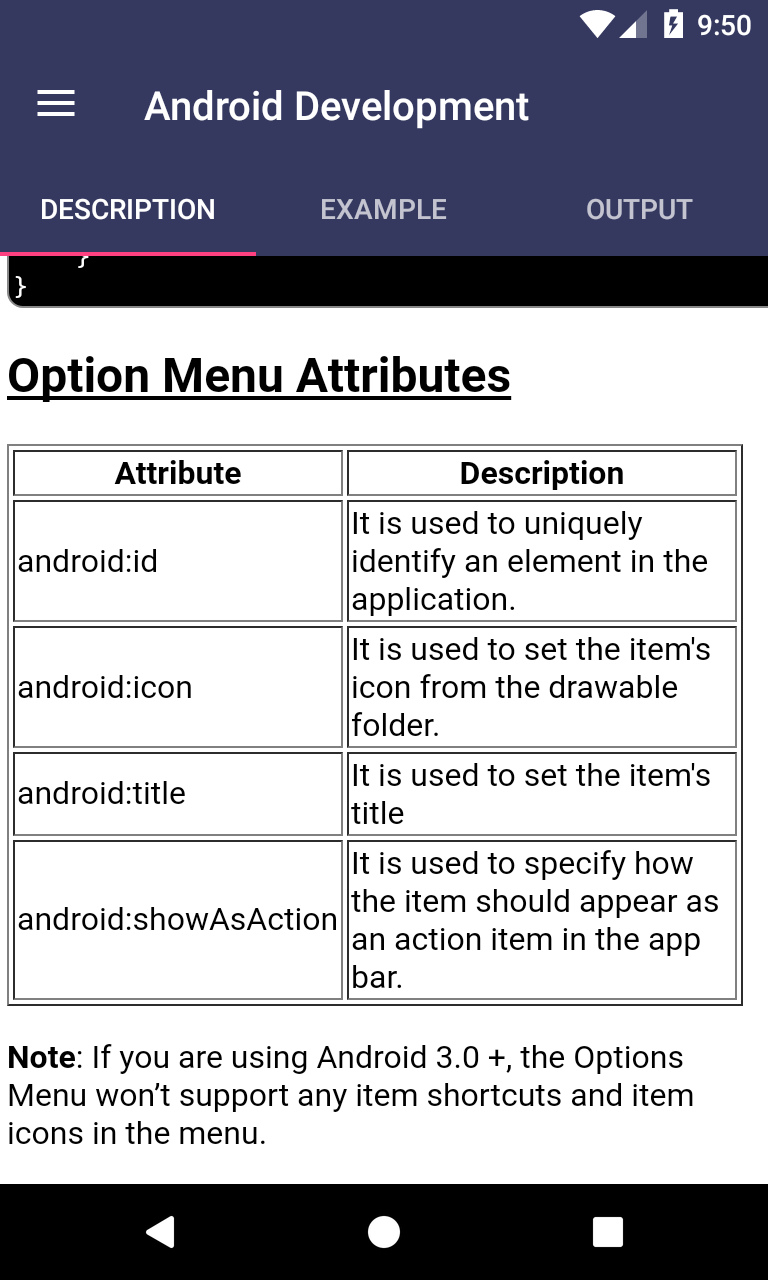 9:50
Android Development
DESCRIPTION EXAMPLE OUTPUT
}
}
Option Menu Attributes
Attribute Description
android:id It is used to uniquely
identify an element in the
application.
android:icon It is used to set the item's
icon from the drawable
folder.
android:title It is used to set the item's
title
android:showAsAction It is used to specify how
the item should appear as
an action item in the app
bar.
Note: If you are using Android 3.0 +, the Options
Menu won’t support any item shortcuts and item
icons in the menu.